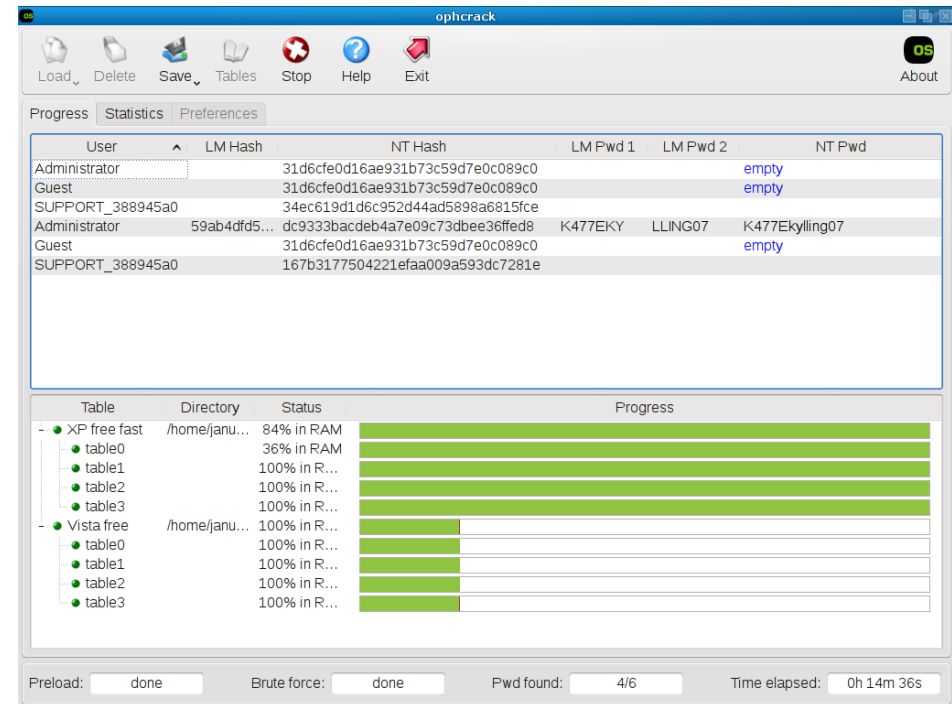 OS
ophcrack
Load Delete Save Tables Stop Help Exit OS About
Progress Statistics Preferences
User LM Hash NT Hash LM Pwd 1 LM Pwd 2 NT Pwd
Administrator 31d6cfe0d16ae931b73c59d7e0c089c0 empty
Guest 31d6cfe0d16ae931b73c59d7e0c089c0 empty
SUPPORT_388945a0 34ec619d1d6c952d44ad5898a6815fce
Administrator 59ab4dfd5... dc9333bacdeb4a7e09c73dbee36ffed8 K477EKY LLING07 K477Ekylling07
Guest 31d6cfe0d16ae931b73c59d7e0c089c0 empty
SUPPORT_388945a0 167b3177504221efaa009a593dc7281e
Table Directory Status Progress
XP free fast /home/janu... 84% in RAM
table0 36% in RAM
table1 100% in R...
table2 100% in R...
table3 100% in R...
Vista free /home/janu... 100% in R...
table0 100% in R...
table1 100% in R...
table2 100% in R...
table3 100% in R...
Preload: done Brute force: done Pwd found: 4/6 Time elapsed: 0h 14m 36s